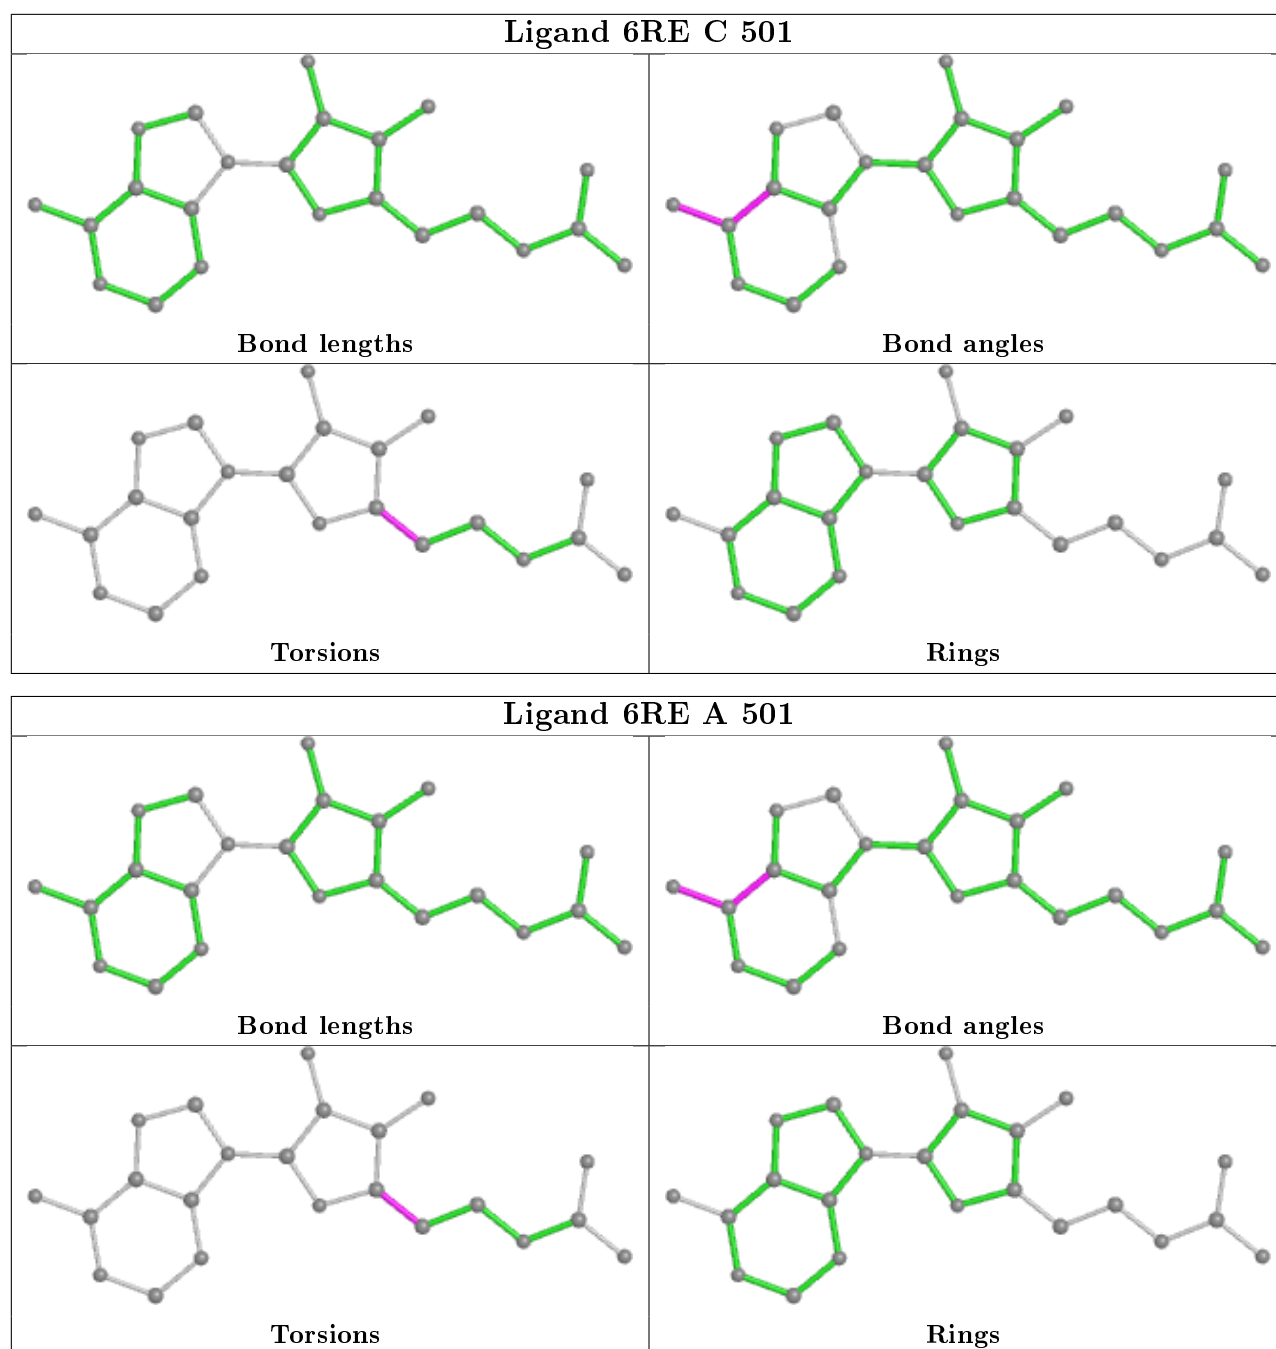 Ligand 6RE C 501
Bond lengths
Bond angles
Torsions
Rings
Ligand 6RE A 501
Bond lengths
Bond angles
Torsions
Rings